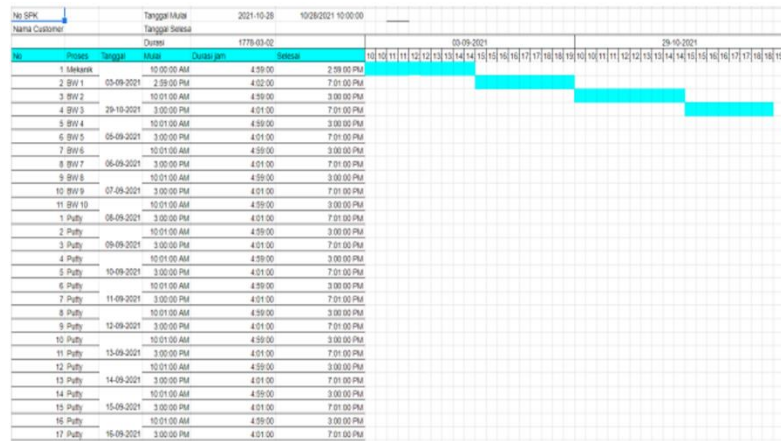 No SPK Tanggal Mulai 2021-10-28 10/28/2021 10:00:00
Nama Customer Tanggal Selesa
Durasi 1778-03-02 03-09-2021 29-10-2021
No Proses Tanggal Mulai Durasi jam Selesai 10 10 11 11 12 12 13 13 14 14 15 15 16 16 17 17 18 18 19 10 10 11 11 12 12 13 13 14 14 15 15 16 16 17 17 18 18 19
1 Mekanik 10:00:00 AM 4:59:00 2:59:00 PM
2 BW 1 03-09-2021 2:59:00 PM 4:02:00 7:01:00 PM
3 BW 2 10:01:00 AM 4:59:00 3:00:00 PM
4 BW 3 29-10-2021 3:00:00 PM 4:01:00 7:01:00 PM
5 BW 4 10:01:00 AM 4:59:00 3:00:00 PM
6 BW 5 05-09-2021 3:00:00 PM 4:01:00 7:01:00 PM
7 BW 6 10:01:00 AM 4:59:00 3:00:00 PM
8 BW 7 06-09-2021 3:00:00 PM 4:01:00 7:01:00 PM
9 BW 8 10:01:00 AM 4:59:00 3:00:00 PM
10 BW 9 07-09-2021 3:00:00 PM 4:01:00 7:01:00 PM
11 BW 10 10:01:00 AM 4:59:00 3:00:00 PM
1 Putty 08-09-2021 3:00:00 PM 4:01:00 7:01:00 PM
2 Putty 10:01:00 AM 4:59:00 3:00:00 PM
3 Putty 09-09-2021 3:00:00 PM 4:01:00 7:01:00 PM
4 Putty 10:01:00 AM 4:59:00 3:00:00 PM
5 Putty 10-09-2021 3:00:00 PM 4:01:00 7:01:00 PM
6 Putty 10:01:00 AM 4:59:00 3:00:00 PM
7 Putty 11-09-2021 3:00:00 PM 4:01:00 7:01:00 PM
8 Putty 10:01:00 AM 4:59:00 3:00:00 PM
9 Putty 12-09-2021 3:00:00 PM 4:01:00 7:01:00 PM
10 Putty 10:01:00 AM 4:59:00 3:00:00 PM
11 Putty 13-09-2021 3:00:00 PM 4:01:00 7:01:00 PM
12 Putty 10:01:00 AM 4:59:00 3:00:00 PM
13 Putty 14-09-2021 3:00:00 PM 4:01:00 7:01:00 PM
14 Putty 10:01:00 AM 4:59:00 3:00:00 PM
15 Putty 15-09-2021 3:00:00 PM 4:01:00 7:01:00 PM
16 Putty 10:01:00 AM 4:59:00 3:00:00 PM
17 Putty 16-09-2021 3:00:00 PM 4:01:00 7:01:00 PM